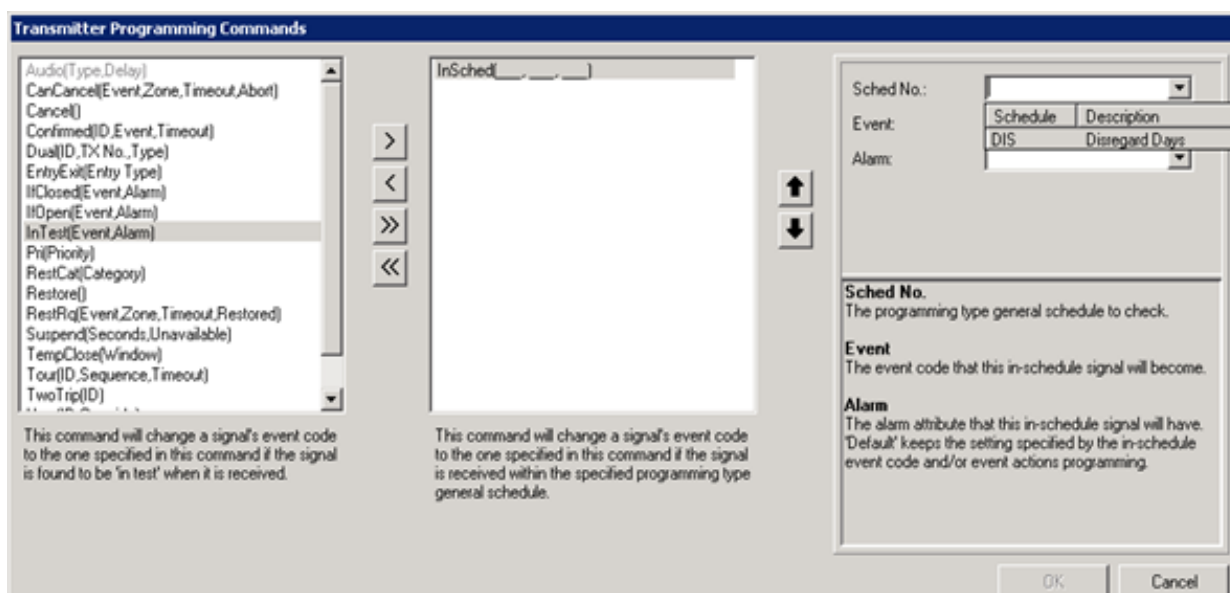 Transmitter Programming Commands
Audio(Type,Delay)
CanCancel(Event,Zone,Timeout,Abort)
Cancel()
Confirmed(ID,Event,Timeout)
Dual(ID,TX No.,Type)
EntryExit(Entry Type)
IfClosed(Event,Alarm)
IfOpen(Event,Alarm)
InTest(Event,Alarm)
Pri(Priority)
RestCat(Category)
Restore()
RestRq(Event,Zone,Timeout,Restored)
Suspend(Seconds,Unavailable)
TempClose(Window)
Tour(ID,Sequence,Timeout)
TwoTrip(ID)
This command will change a signal's event code
to the one specified in this command if the signal
is found to be 'in test' when it is received.
>
<
>>
<<
InSched(___, ___, ___)
This command will change a signal's event code
to the one specified in this command if the signal
is received within the specified programming type
general schedule.
Sched No.:
Event:
Schedule Description
DIS Disregard Days
Alarm:
Sched No.
The programming type general schedule to check.
Event
The event code that this in-schedule signal will become.
Alarm
The alarm attribute that this in-schedule signal will have.
'Default' keeps the setting specified by the in-schedule
event code and/or event actions programming.
OK
Cancel